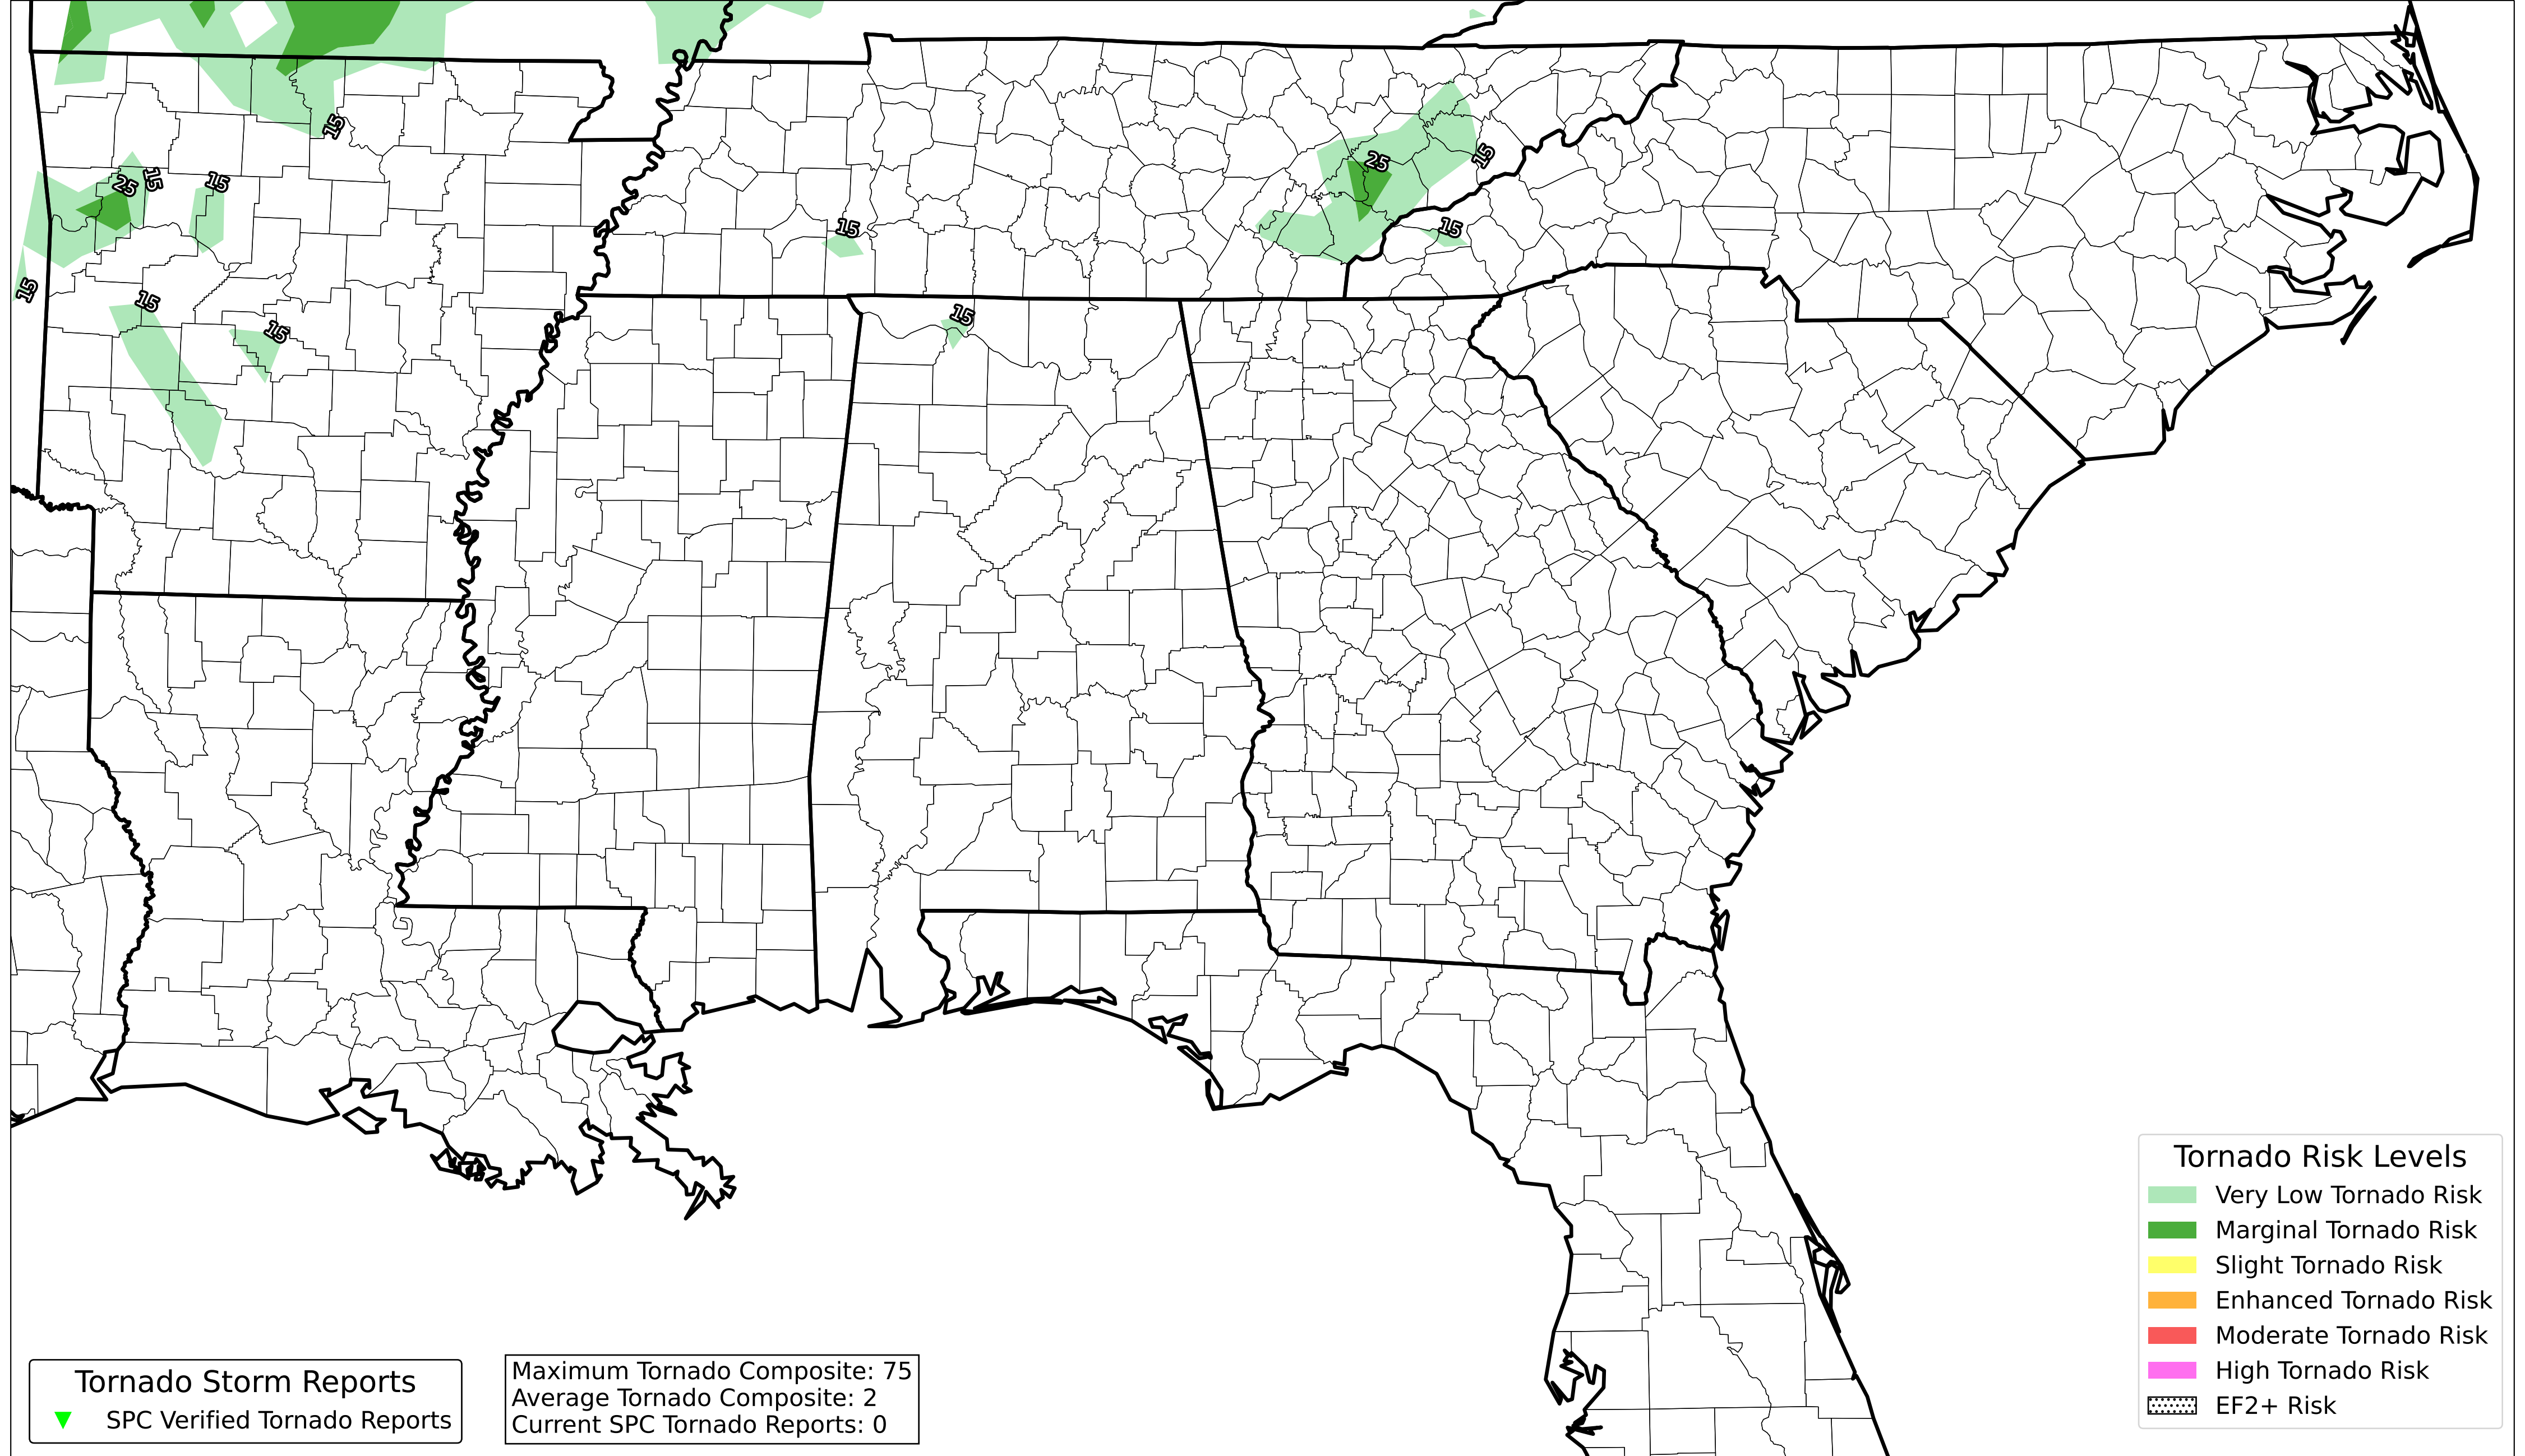 15
25
15
15
25
15
15
15
15
15
15
15
Tornado Risk Levels
Very Low Tornado Risk
Marginal Tornado Risk
Slight Tornado Risk
Enhanced Tornado Risk
Moderate Tornado Risk
High Tornado Risk
EF2+ Risk
Tornado Storm Reports
SPC Verified Tornado Reports
Maximum Tornado Composite: 75
Average Tornado Composite: 2
Current SPC Tornado Reports: 0